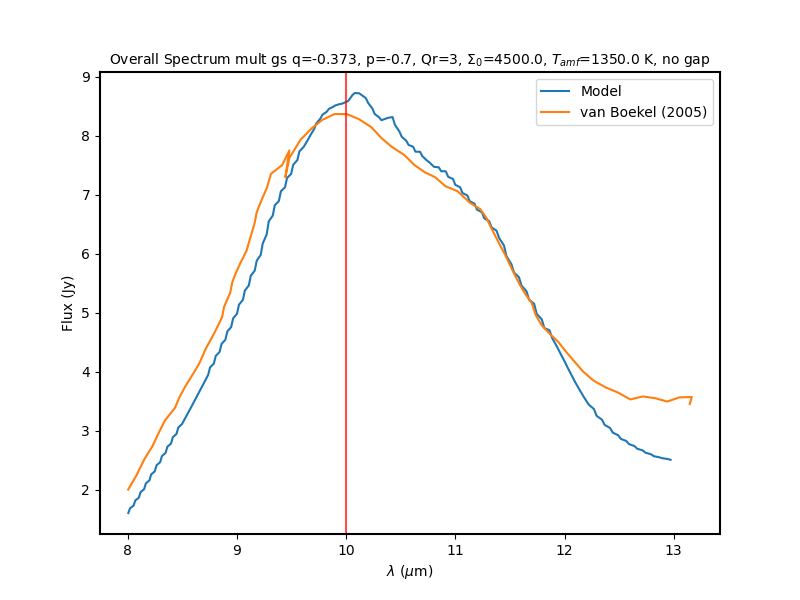 Overall Spectrum mult gs q=-0.373, p=-0.7, Qr=3, Σ₀=4500.0, T_amf=1350.0 K, no gap
Model
van Boekel (2005)
9
8
7
6
5
4
3
2
Flux (Jy)
8 9 10 11 12 13
λ (μm)